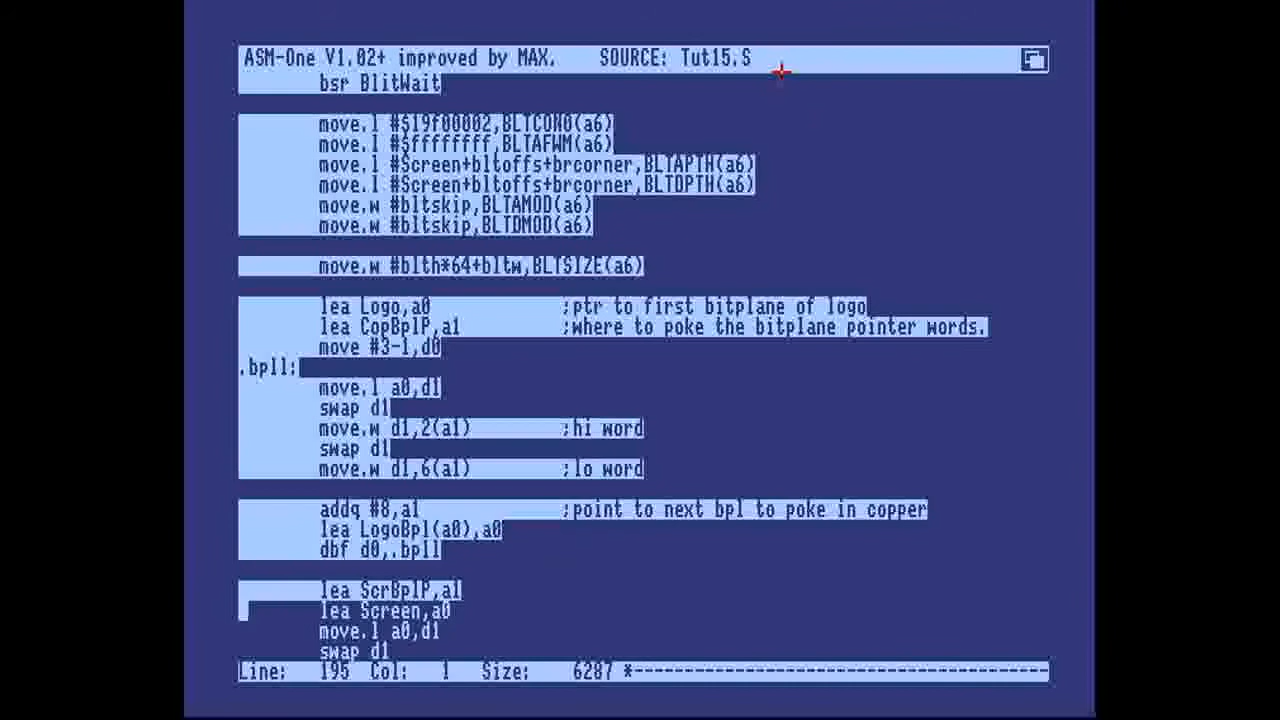 ASM-One V1.02+ improved by MAX. SOURCE: Tut15.S
bsr BlitWait
move.l #$19f00002,BLTCON0(a6)
move.l #$ffffffff,BLTAFWM(a6)
move.l #Screen+bltoffs+brcorner,BLTAPTH(a6)
move.l #Screen+bltoffs+brcorner,BLTDPTH(a6)
move.w #bltskip,BLTAMOD(a6)
move.w #bltskip,BLTDMOD(a6)
move.w #blth*64+bltw,BLTSIZE(a6)
lea Logo,a0 ;ptr to first bitplane of logo
lea CopBplP,a1 ;where to poke the bitplane pointer words.
move #3-1,d0
.bpll:
move.l a0,d1
swap d1
move.w d1,2(a1) ;hi word
swap d1
move.w d1,6(a1) ;lo word
addq #8,a1 ;point to next bpl to poke in copper
lea LogoBpl(a0),a0
dbf d0,.bpll
lea ScrBplP,a1
lea Screen,a0
move.l a0,d1
swap d1
Line: 195 Col: 1 Size: 6287 *-----------------------------------------